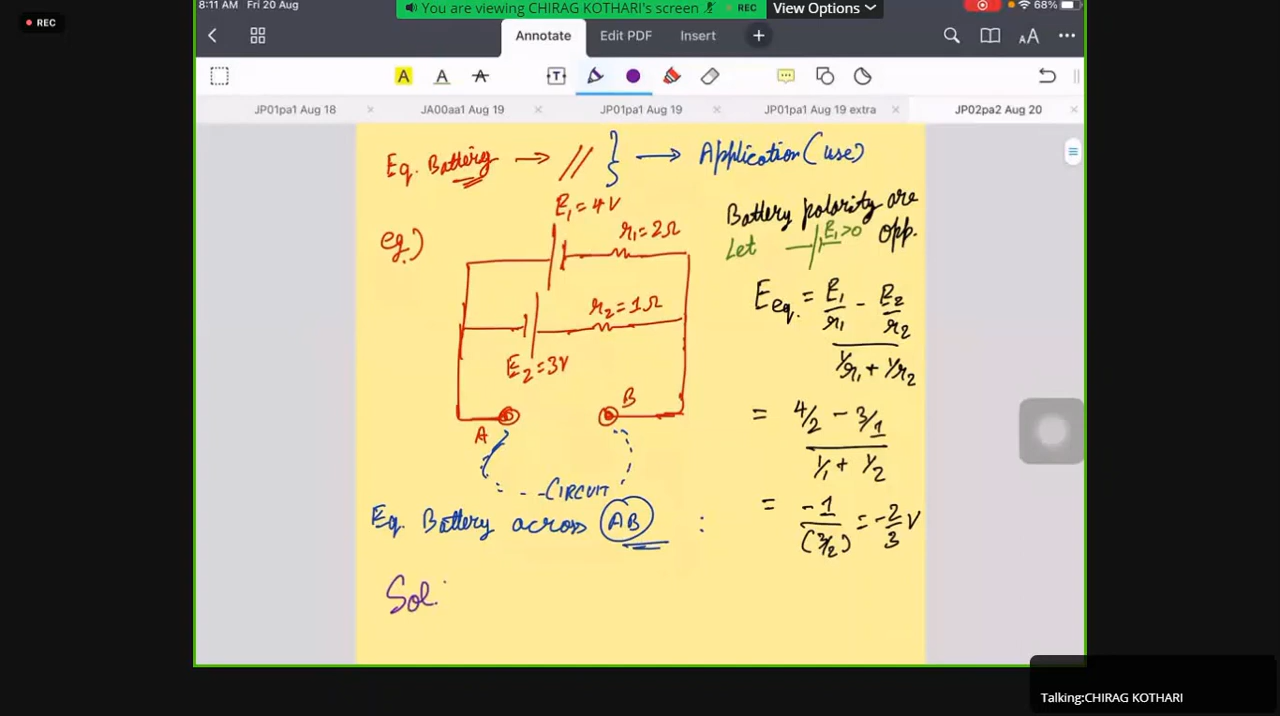 8:11 AM Fri 20 Aug
You are viewing CHIRAG KOTHARI's screen
REC
View Options
68%
REC
Annotate
Edit PDF
Insert
+
AA
A
A
A
T
JP01pa1 Aug 18
JA00aa1 Aug 19
JP01pa1 Aug 19
JP01pa1 Aug 19 extra
JP02pa2 Aug 20
Eq. Battery → // } → Application (use)
E₁ = 4V
eg.)
r₁ = 2Ω
r₂ = 1Ω
E₂ = 3V
A
B
CIRCUIT
Eq. Battery across AB :
Sol.
Battery polarity are
opp.
Let E₁>0
E eq. = E₁/r₁ - E₂/r₂
1/r₁ + 1/r₂
= 4/2 - 3/1
1/1 + 1/2
= -1/(3/2) = -2/3 V
Talking:CHIRAG KOTHARI